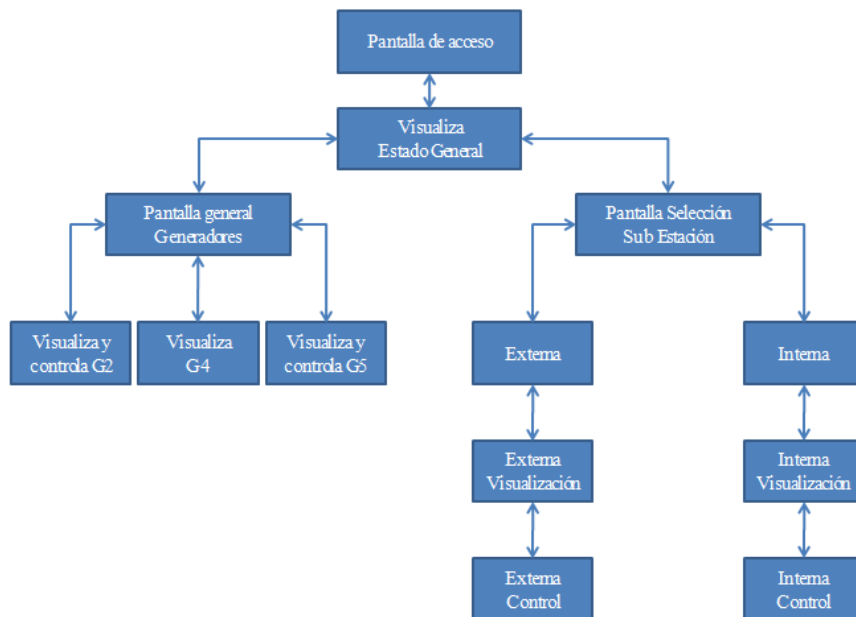 Pantalla de acceso
Visualiza
Estado General
Pantalla general
Generadores
Pantalla Selección
Sub Estación
Visualiza y
controla G2
Visualiza
G4
Visualiza y
controla G5
Externa
Interna
Externa
Visualización
Interna
Visualización
Externa
Control
Interna
Control